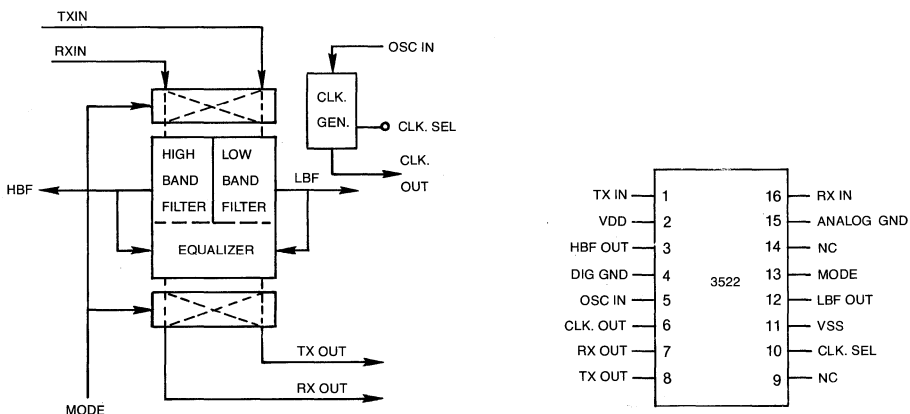 TXIN
RXIN
OSC IN
CLK.
GEN.
CLK. SEL
CLK.
OUT
HIGH
BAND
FILTER
LOW
BAND
FILTER
HBF
LBF
EQUALIZER
TX OUT
RX OUT
MODE
TX IN 1
VDD 2
HBF OUT 3
DIG GND 4
OSC IN 5
CLK. OUT 6
RX OUT 7
TX OUT 8
3522
16 RX IN
15 ANALOG GND
14 NC
13 MODE
12 LBF OUT
11 VSS
10 CLK. SEL
9 NC